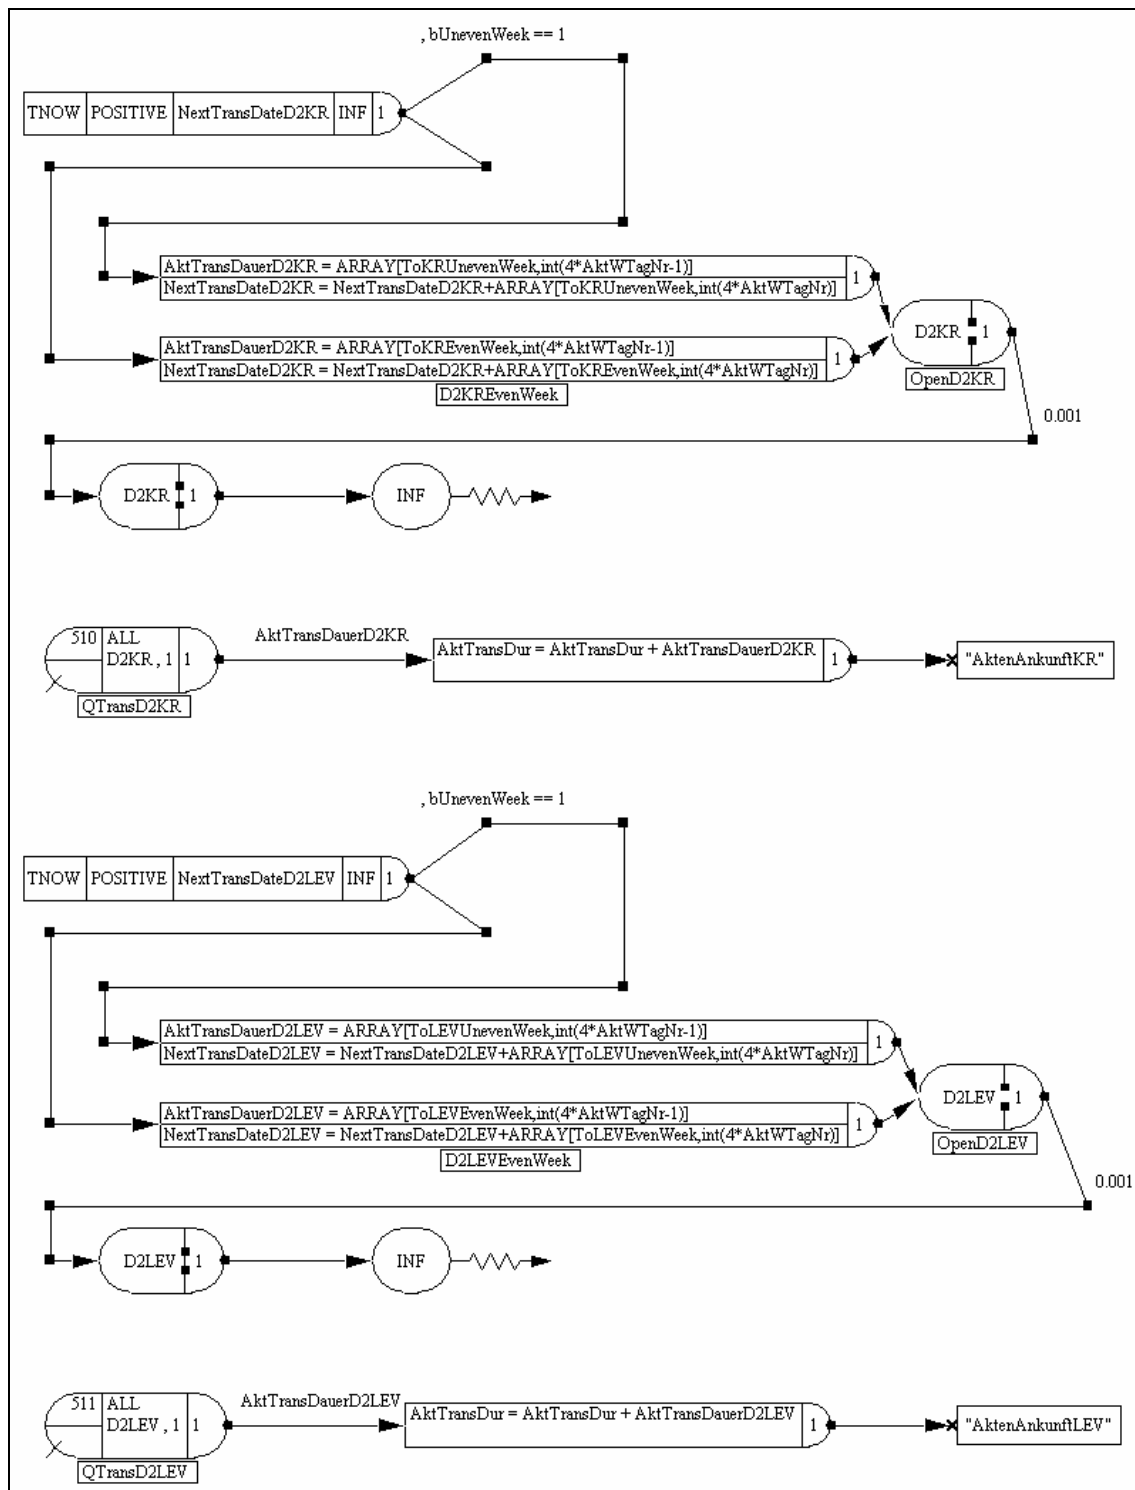 , bUnevenWeek == 1
TNOW POSITIVE NextTransDateD2KR INF 1
AktTransDauerD2KR = ARRAY[ToKRUnevenWeek,int(4*AktWTagNr-1)]
NextTransDateD2KR = NextTransDateD2KR+ARRAY[ToKRUnevenWeek,int(4*AktWTagNr)]
1
D2KR 1
OpenD2KR
AktTransDauerD2KR = ARRAY[ToKREvenWeek,int(4*AktWTagNr-1)]
NextTransDateD2KR = NextTransDateD2KR+ARRAY[ToKREvenWeek,int(4*AktWTagNr)]
1
D2KREvenWeek
0.001
D2KR 1
INF
510 ALL
D2KR , 1 1
QTransD2KR
AktTransDauerD2KR
AktTransDur = AktTransDur + AktTransDauerD2KR
1
"AktenAnkunftKR"
, bUnevenWeek == 1
TNOW POSITIVE NextTransDateD2LEV INF 1
AktTransDauerD2LEV = ARRAY[ToLEVUnevenWeek,int(4*AktWTagNr-1)]
NextTransDateD2LEV = NextTransDateD2LEV+ARRAY[ToLEVUnevenWeek,int(4*AktWTagNr)]
1
D2LEV 1
OpenD2LEV
AktTransDauerD2LEV = ARRAY[ToLEVEvenWeek,int(4*AktWTagNr-1)]
NextTransDateD2LEV = NextTransDateD2LEV+ARRAY[ToLEVEvenWeek,int(4*AktWTagNr)]
1
D2LEVEvenWeek
0.001
D2LEV 1
INF
511 ALL
D2LEV , 1 1
QTransD2LEV
AktTransDauerD2LEV
AktTransDur = AktTransDur + AktTransDauerD2LEV
1
"AktenAnkunftLEV"